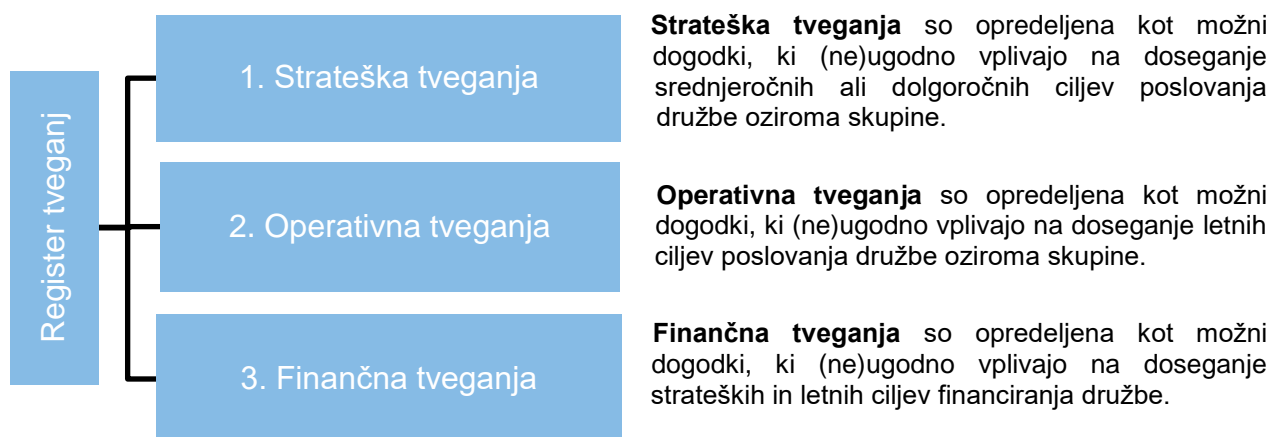 Register tveganj
1. Strateška tveganja
Strateška tveganja so opredeljena kot možni
dogodki, ki (ne)ugodno vplivajo na doseganje
srednjeročnih ali dolgoročnih ciljev poslovanja
družbe oziroma skupine.
2. Operativna tveganja
Operativna tveganja so opredeljena kot možni
dogodki, ki (ne)ugodno vplivajo na doseganje letnih
ciljev poslovanja družbe oziroma skupine.
3. Finančna tveganja
Finančna tveganja so opredeljena kot možni
dogodki, ki (ne)ugodno vplivajo na doseganje
strateških in letnih ciljev financiranja družbe.